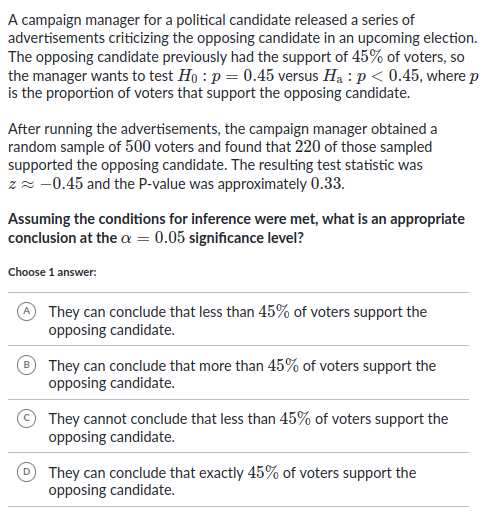 A campaign manager for a political candidate released a series of
advertisements criticizing the opposing candidate in an upcoming election.
The opposing candidate previously had the support of 45% of voters, so
the manager wants to test H₀ : p = 0.45 versus Hₐ : p < 0.45, where p
is the proportion of voters that support the opposing candidate.
After running the advertisements, the campaign manager obtained a
random sample of 500 voters and found that 220 of those sampled
supported the opposing candidate. The resulting test statistic was
z ≈ −0.45 and the P-value was approximately 0.33.
Assuming the conditions for inference were met, what is an appropriate
conclusion at the α = 0.05 significance level?
Choose 1 answer:
A They can conclude that less than 45% of voters support the
opposing candidate.
B They can conclude that more than 45% of voters support the
opposing candidate.
C They cannot conclude that less than 45% of voters support the
opposing candidate.
D They can conclude that exactly 45% of voters support the
opposing candidate.